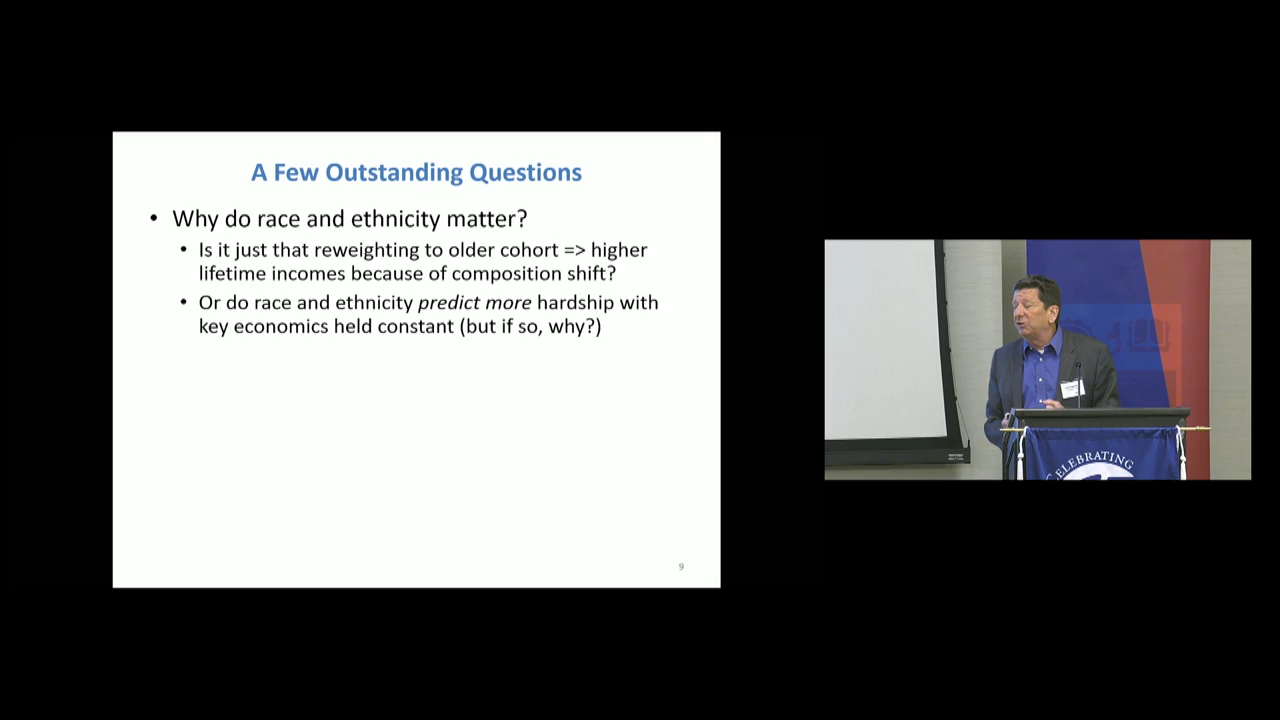 A Few Outstanding Questions
• Why do race and ethnicity matter?
• Is it just that reweighting to older cohort => higher
lifetime incomes because of composition shift?
• Or do race and ethnicity predict more hardship with
key economics held constant (but if so, why?)
9
CELEBRATING